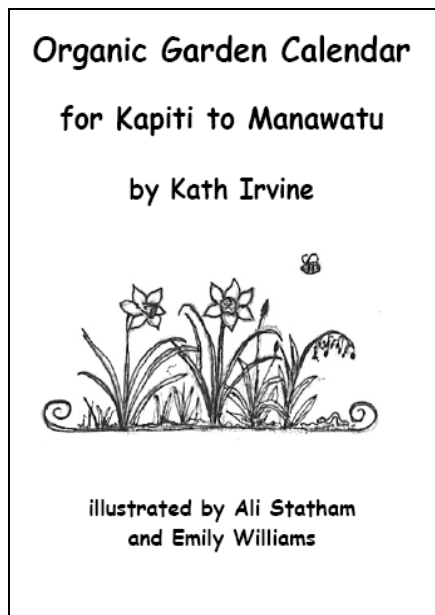 Organic Garden Calendar
for Kapiti to Manawatu
by Kath Irvine
illustrated by Ali Statham
and Emily Williams